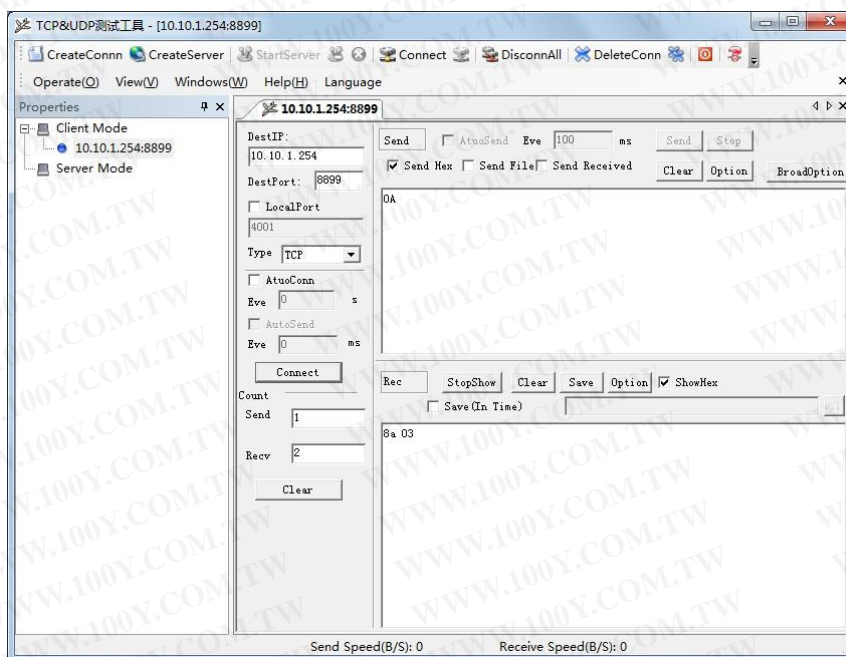 TCP&UDP测试工具 - [10.10.1.254:8899]
CreateConnn CreateServer StartServer Connect DisconnAll DeleteConn
Operate(O) View(V) Windows(W) Help(H) Language
Properties
Client Mode
10.10.1.254:8899
Server Mode
10.10.1.254:8899
DestIP:
10.10.1.254
DestPort: 8899
LocalPort
4001
Type TCP
AtuoConn
Eve 0 s
AutoSend
Eve 0 ms
Connect
Count
Send 1
Recv 2
Clear
Send AtuoSend Eve 100 ms Send Stop
Send Hex Send File Send Received Clear Option BroadOption
0A
Rec StopShow Clear Save Option ShowHex
Save(In Time)
8a 03
Send Speed(B/S): 0 Receive Speed(B/S): 0
WWW.100Y.COM.TW